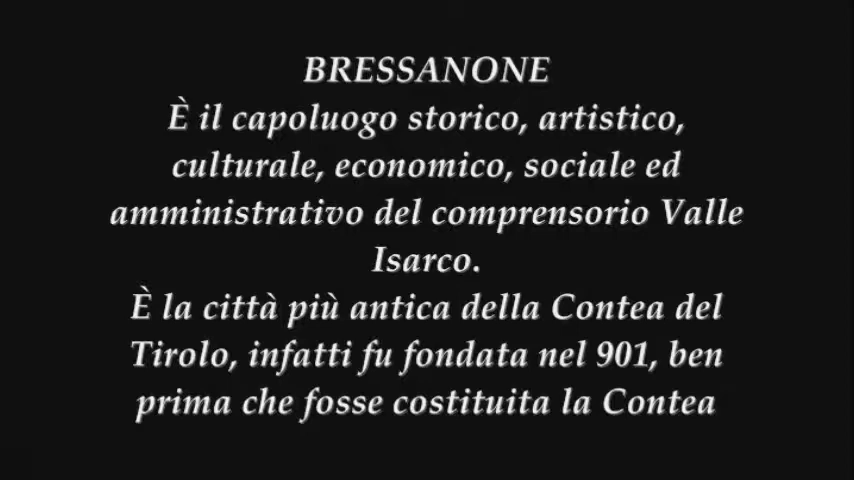 BRESSANONE
È il capoluogo storico, artistico,
culturale, economico, sociale ed
amministrativo del comprensorio Valle
Isarco.
È la città più antica della Contea del
Tirolo, infatti fu fondata nel 901, ben
prima che fosse costituita la Contea